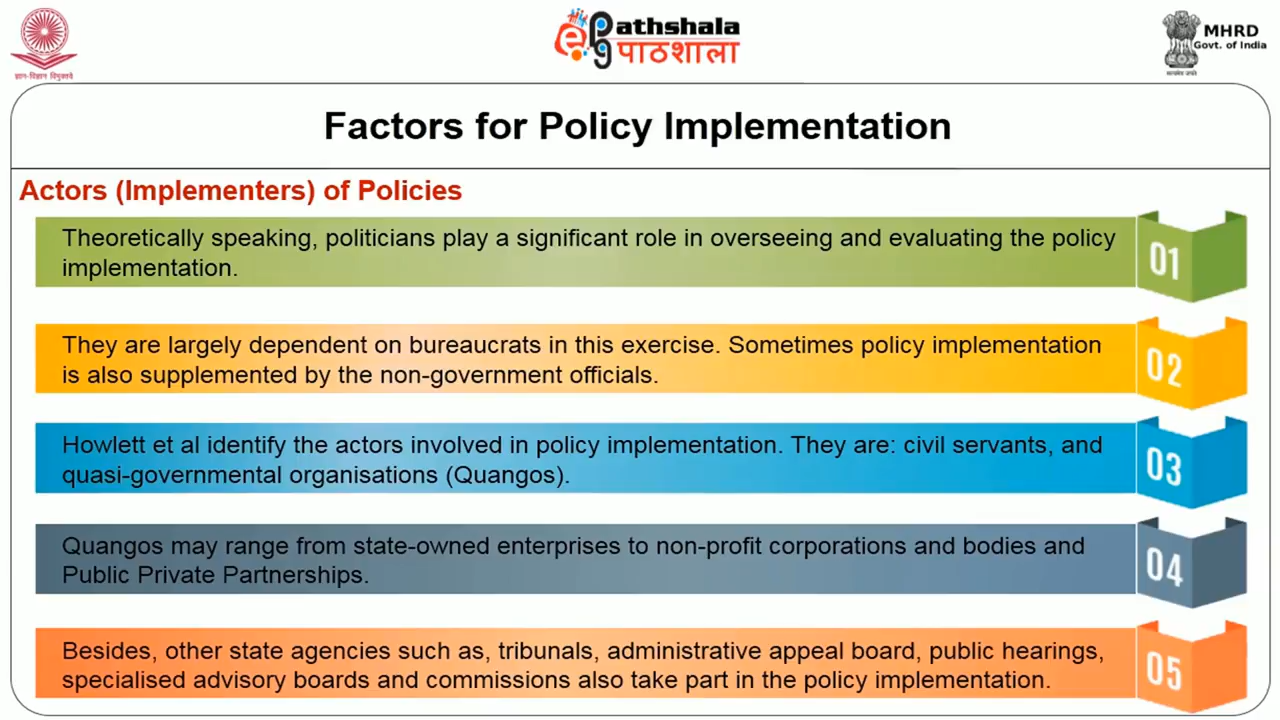 ज्ञान-विज्ञान विमुक्तये
ePathshala
पाठशाला
सत्यमेव जयते
MHRD
Govt. of India
Factors for Policy Implementation
Actors (Implementers) of Policies
Theoretically speaking, politicians play a significant role in overseeing and evaluating the policy
implementation.
01
They are largely dependent on bureaucrats in this exercise. Sometimes policy implementation
is also supplemented by the non-government officials.
02
Howlett et al identify the actors involved in policy implementation. They are: civil servants, and
quasi-governmental organisations (Quangos).
03
Quangos may range from state-owned enterprises to non-profit corporations and bodies and
Public Private Partnerships.
04
Besides, other state agencies such as, tribunals, administrative appeal board, public hearings,
specialised advisory boards and commissions also take part in the policy implementation.
05